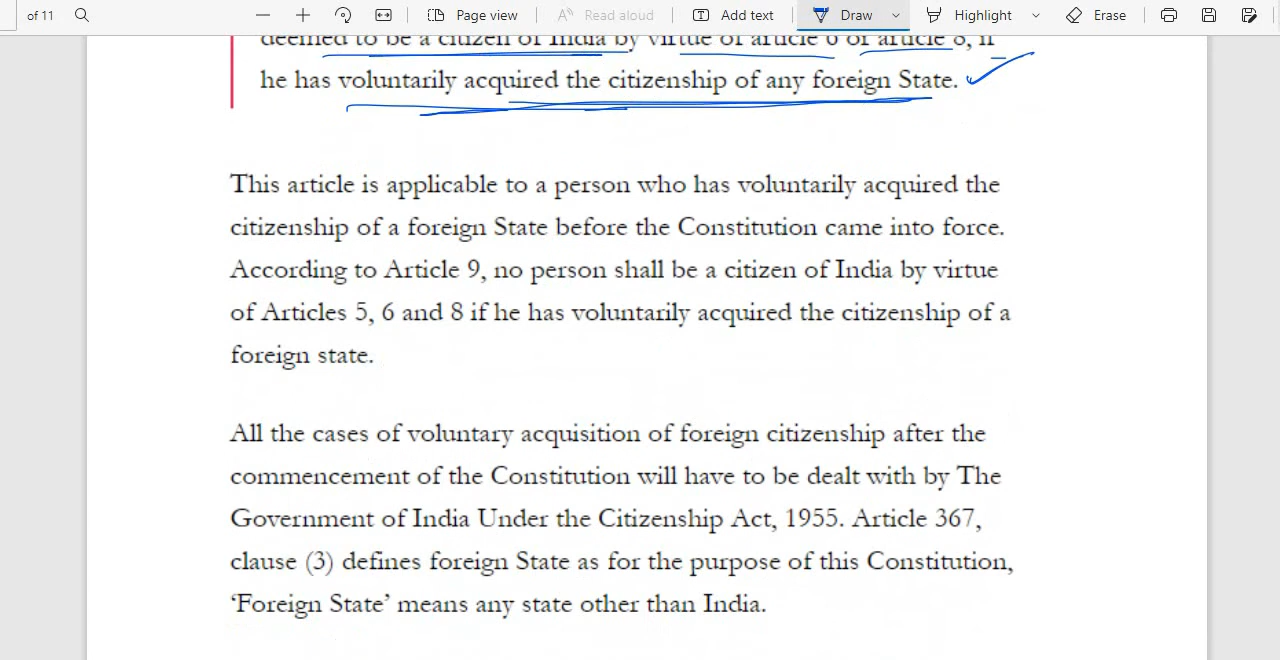 of 11
Page view
Read aloud
Add text
Draw
Highlight
Erase
deemed to be a citizen of India by virtue of article 6 or article 8, if
he has voluntarily acquired the citizenship of any foreign State.
This article is applicable to a person who has voluntarily acquired the
citizenship of a foreign State before the Constitution came into force.
According to Article 9, no person shall be a citizen of India by virtue
of Articles 5, 6 and 8 if he has voluntarily acquired the citizenship of a
foreign state.
All the cases of voluntary acquisition of foreign citizenship after the
commencement of the Constitution will have to be dealt with by The
Government of India Under the Citizenship Act, 1955. Article 367,
clause (3) defines foreign State as for the purpose of this Constitution,
‘Foreign State’ means any state other than India.